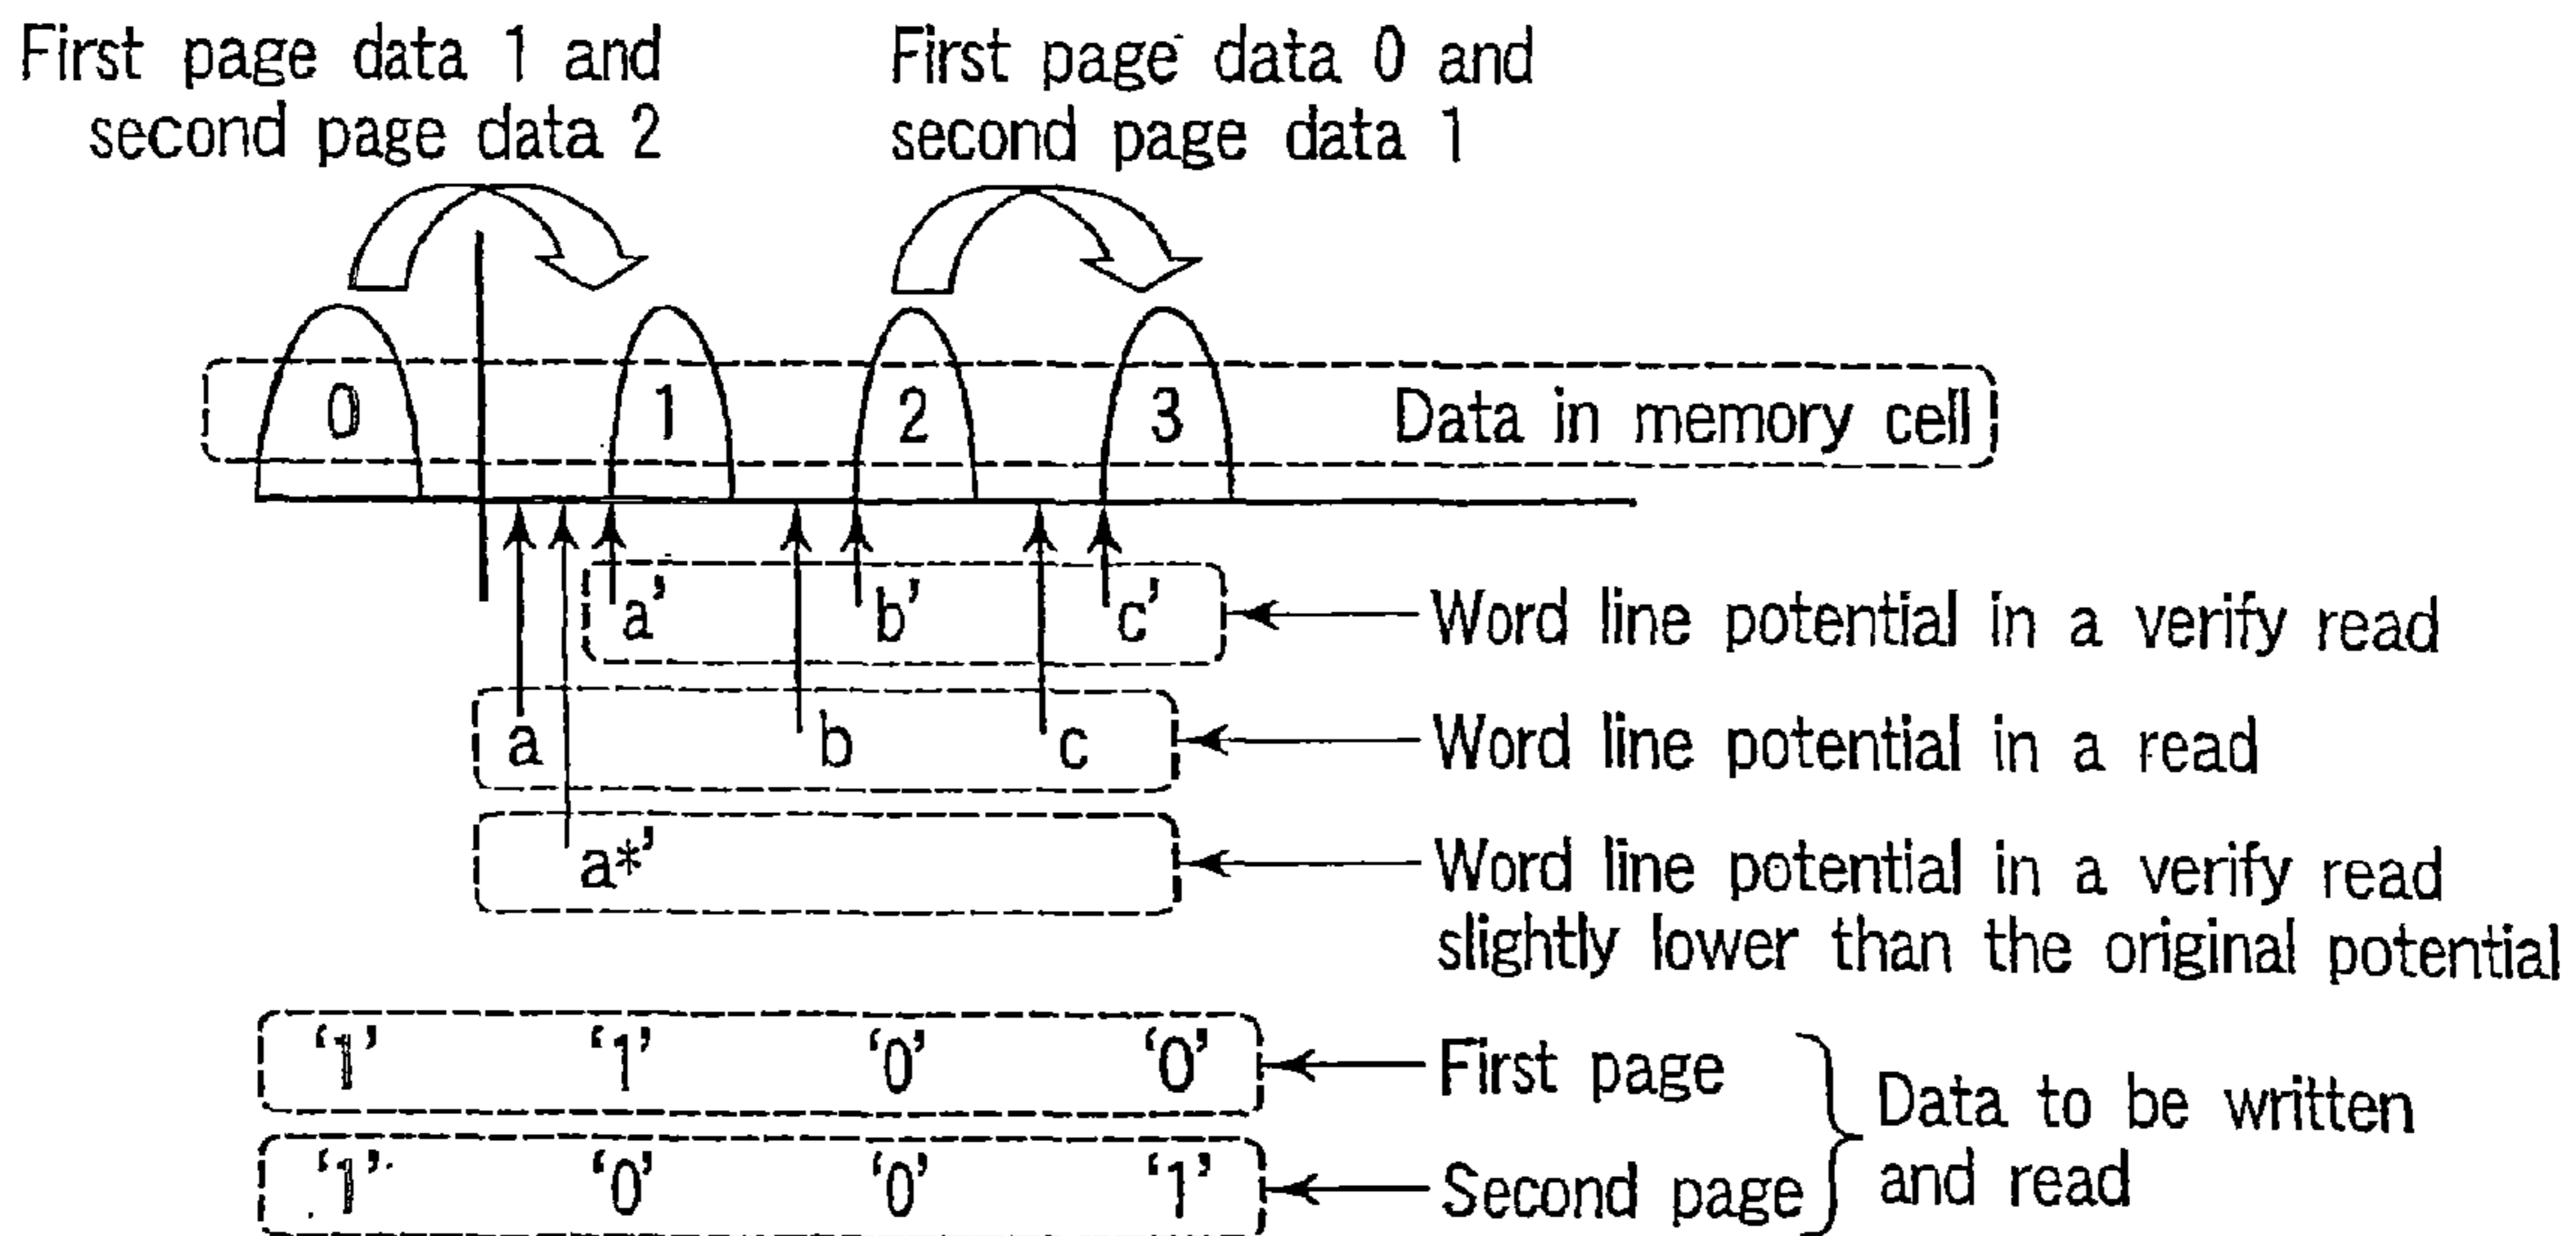 First page data 1 and
second page data 2
First page data 0 and
second page data 1
0 1 2 3 Data in memory cell
a' b' c' Word line potential in a verify read
a b c Word line potential in a read
a*' Word line potential in a verify read
slightly lower than the original potential
'1' '1' '0' '0' First page
'1' '0' '0' '1' Second page
Data to be written
and read